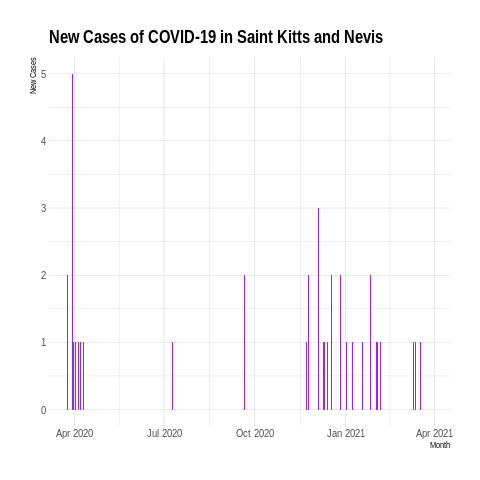 New Cases of COVID-19 in Saint Kitts and Nevis
New Cases
5
4
3
2
1
0
Apr 2020 Jul 2020 Oct 2020 Jan 2021 Apr 2021
Month